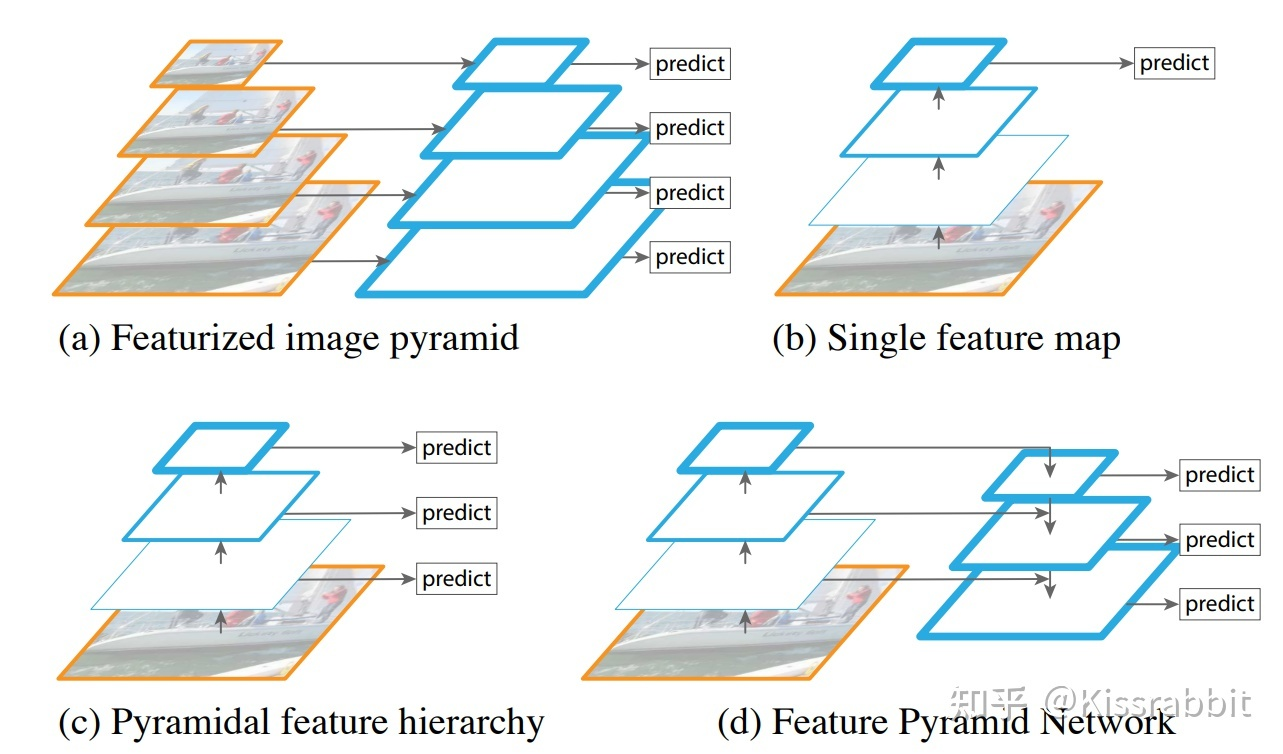 predict
predict
predict
predict
predict
(a) Featurized image pyramid
(b) Single feature map
predict
predict
predict
predict
predict
predict
(c) Pyramidal feature hierarchy
(d) Feature Pyramid Network
知乎 @Kissrabbit